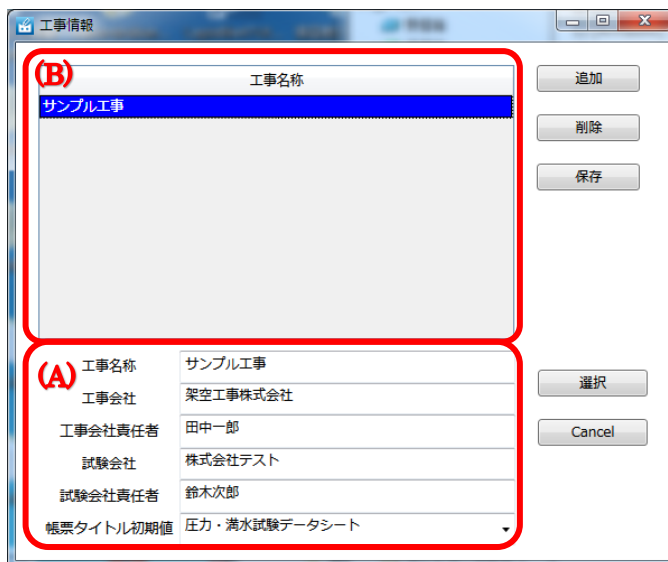 工事情報
(B)
工事名称
サンプル工事
追加
削除
保存
(A)
工事名称 サンプル工事
工事会社 架空工事株式会社
工事会社責任者 田中一郎
試験会社 株式会社テスト
試験会社責任者 鈴木次郎
帳票タイトル初期値 圧力・満水試験データシート
選択
Cancel